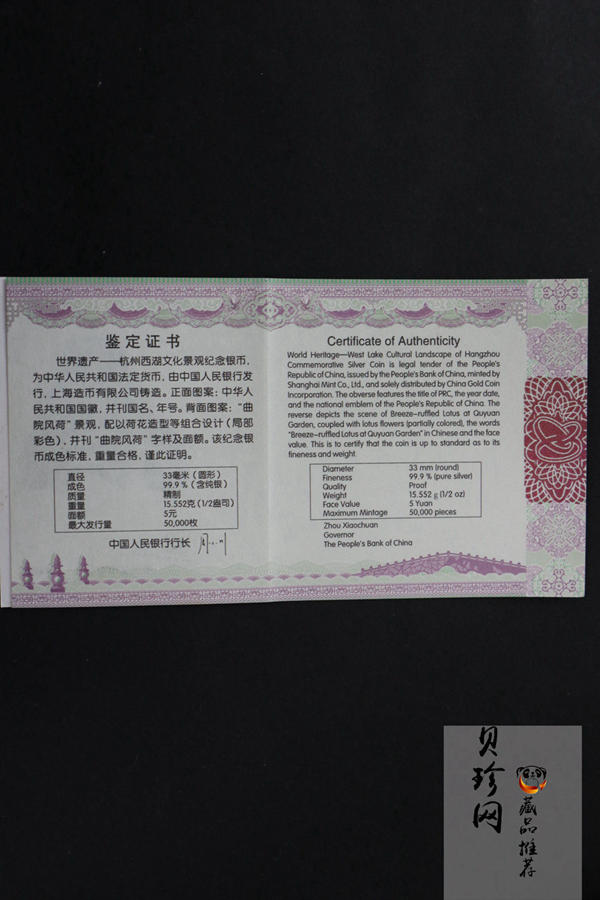 鉴定证书
世界遗产——杭州西湖文化景观纪念银币，
为中华人民共和国法定货币，由中国人民银行发
行，上海造币有限公司铸造。正面图案：中华人
民共和国国徽，并刊国名、年号。背面图案：“曲
院风荷”景观，配以荷花造型等组合设计（局部
彩色），并刊“曲院风荷”字样及面额。该纪念银
币成色标准，重量合格，谨此证明。
直径 33毫米（圆形）
成色 99.9％（含纯银）
质量 精制
重量 15.552克(1/2盎司)
面额 5元
最大发行量 50,000枚
中国人民银行行长
Certificate of Authenticity
World Heritage—West Lake Cultural Landscape of Hangzhou
Commemorative Silver Coin is legal tender of the People's
Republic of China, issued by the People's Bank of China, minted by
Shanghai Mint Co., Ltd., and solely distributed by China Gold Coin
Incorporation. The obverse features the title of PRC, the year date,
and the national emblem of the People's Republic of China. The
reverse depicts the scene of Breeze-ruffled Lotus at Quyuan
Garden, coupled with lotus flowers (partially colored), the words
"Breeze-ruffled Lotus at Quyuan Garden" in Chinese and the face
value. This is to certify that the coin is up to standard as to its
fineness and weight.
Diameter 33 mm (round)
Fineness 99.9 % (pure silver)
Quality Proof
Weight 15.552 g (1/2 oz)
Face Value 5 Yuan
Maximum Mintage 50,000 pieces
Zhou Xiaochuan
Governor
The People's Bank of China
贝珍网
藏品推荐